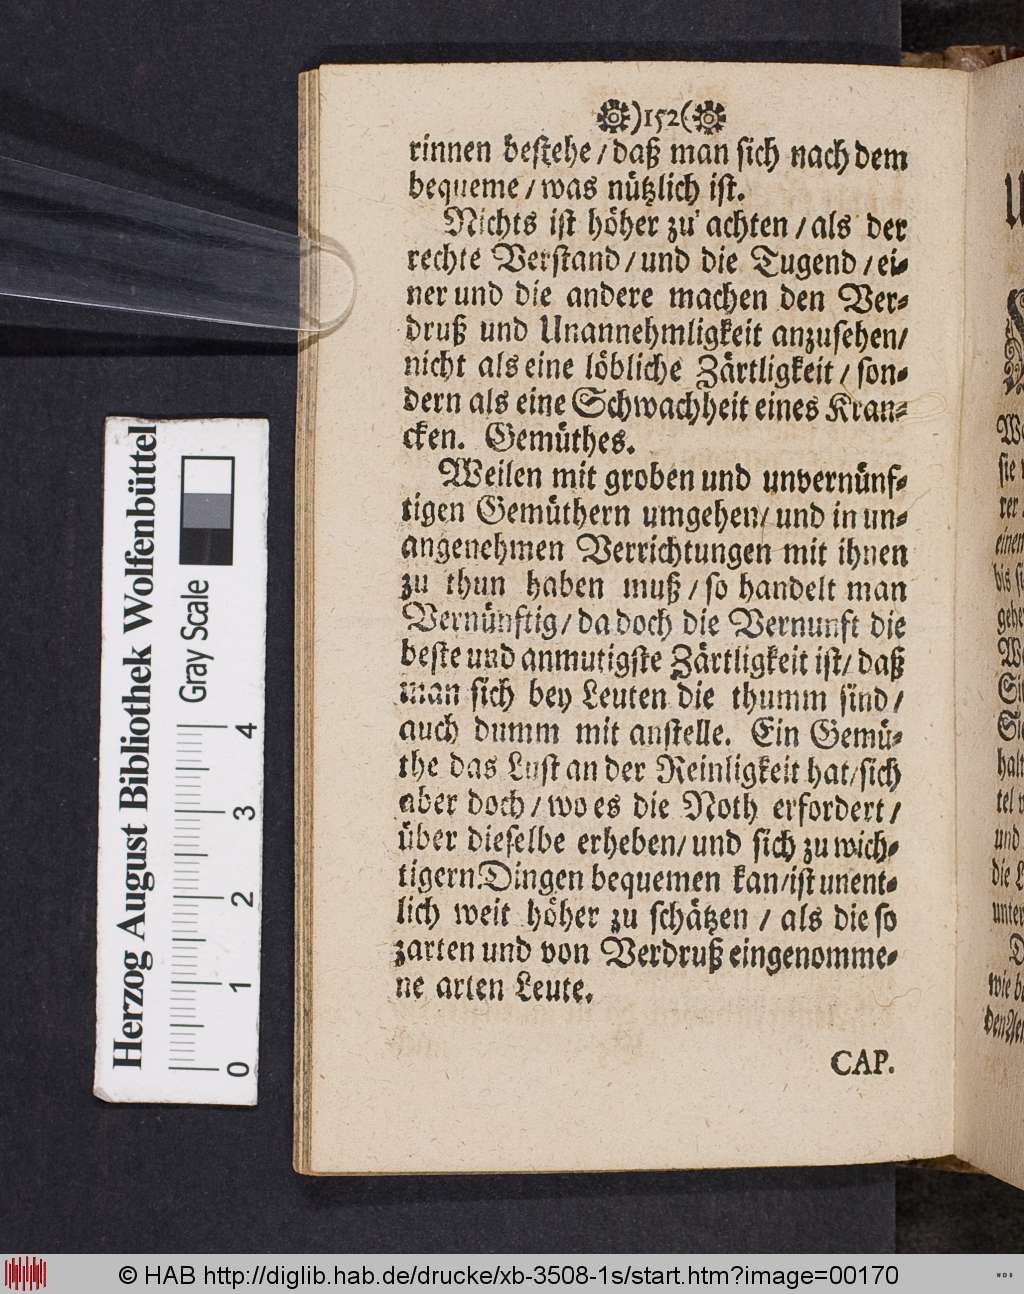 )152(
rinnen bestehe/daß man sich nach dem
bequeme/was nützlich ist.
Nichts ist höher zu achten/als der
rechte Verstand/und die Tugend/ei-
ner und die andere machen den Ver-
druß und Unannehmligkeit anzusehen/
nicht als eine löbliche Zärtligkeit/son-
dern als eine Schwachheit eines Kran-
cken. Gemüthes.
Weilen mit groben und unvernünf-
tigen Gemüthern umgehen/und in un-
angenehmen Verrichtungen mit ihnen
zu thun haben muß/so handelt man
Vernünftig/da doch die Vernunft die
beste und anmutigste Zärtligkeit ist/daß
man sich bey Leuten die thumm sind/
auch dumm mit anstelle. Ein Gemü-
the das Lust an der Reinligkeit hat/sich
aber doch/wo es die Noth erfordert/
über dieselbe erheben/und sich zu wich-
tigern Dingen bequemen kan/ist unent-
lich weit höher zu schätzen/als die so
zarten und von Verdruß eingenomme-
ne arten Leute.
CAP.
Herzog August Bibliothek Wolfenbüttel
Gray Scale
0 1 2 3 4
© HAB http://diglib.hab.de/drucke/xb-3508-1s/start.htm?image=00170